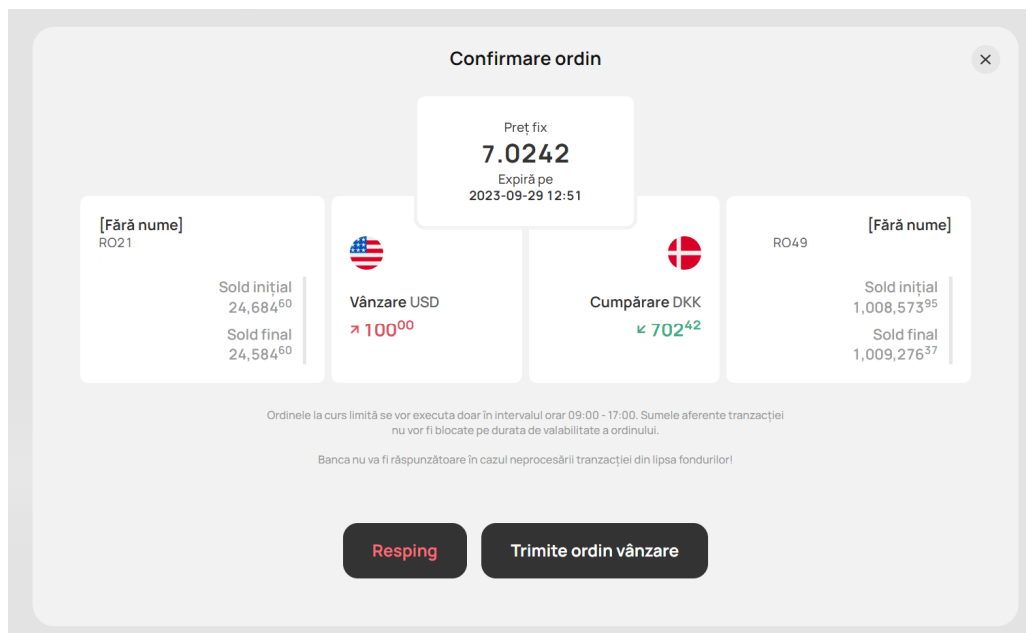 Confirmare ordin
Preț fix
7.0242
Expiră pe
2023-09-29 12:51
[Fără nume]
RO21
Sold inițial
24,684⁶⁰
Sold final
24,584⁶⁰
Vânzare USD
100⁰⁰
Cumpărare DKK
702⁴²
[Fără nume]
RO49
Sold inițial
1,008,573⁹⁵
Sold final
1,009,276³⁷
Ordinele la curs limită se vor executa doar în intervalul orar 09:00 - 17:00. Sumele aferente tranzacției
nu vor fi blocate pe durata de valabilitate a ordinului.
Banca nu va fi răspunzătoare în cazul neprocesării tranzacției din lipsa fondurilor!
Resping
Trimite ordin vânzare